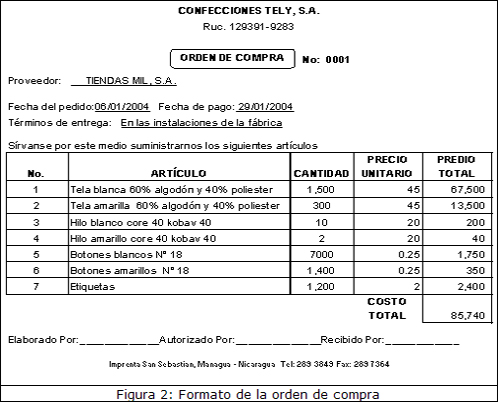 CONFECCIONES TELY, S.A.
Ruc. 129391-9283
ORDEN DE COMPRA No: 0001
Proveedor: TIENDAS MIL, S.A.
Fecha del pedido:06/01/2004 Fecha de pago: 29/01/2004
Términos de entrega: En las instalaciones de la fábrica
Sírvanse por este medio suministrarnos los siguientes artículos
No. ARTÍCULO CANTIDAD PRECIO UNITARIO PREDIO TOTAL
1 Tela blanca 60% algodón y 40% poliester 1,500 45 67,500
2 Tela amarilla 60% algodón y 40% poliester 300 45 13,500
3 Hilo blanco core 40 kobav 40 10 20 200
4 Hilo amarillo core 40 kobav 40 2 20 40
5 Botones blancos Nº 18 7000 0.25 1,750
6 Botones amarillos Nº 18 1,400 0.25 350
7 Etiquetas 1,200 2 2,400
COSTO TOTAL 85,740
Elaborado Por:_____________Autorizado Por:______________Recibido Por:____________
Imprenta San Sebastian, Managua - Nicaragua Tel: 289 3849 Fax: 289 7364
Figura 2: Formato de la orden de compra